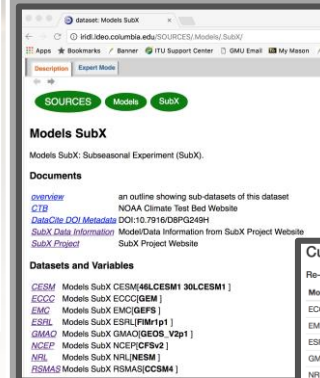 dataset: Models SubX
iridl.ldeo.columbia.edu/SOURCES/.Models/.SubX/
Apps Bookmarks Banner ITU Support Center GMU Email My Mason
Description Expert Mode
SOURCES Models SubX
Models SubX
Models SubX: Subseasonal Experiment (SubX).
Documents
overview an outline showing sub-datasets of this dataset
CTB NOAA Climate Test Bed Website
DataCite DOI Metadata DOI:10.7916/D8PG249H
SubX Data Information Model/Data Information from SubX Project Website
SubX Project SubX Project Website
Datasets and Variables
CESM Models SubX CESM[46LCESM1 30LCESM1 ]
ECCC Models SubX ECCC[GEM ]
EMC Models SubX EMC[GEFS ]
ESRL Models SubX ESRL[FIMr1p1 ]
GMAO Models SubX GMAO[GEOS_V2p1 ]
NCEP Models SubX NCEP[CFSv2 ]
NRL Models SubX NRL[NESM ]
RSMAS Models SubX RSMAS[CCSM4 ]
Cu
Re-
Mo
ECC
EM
ESR
GM
NR